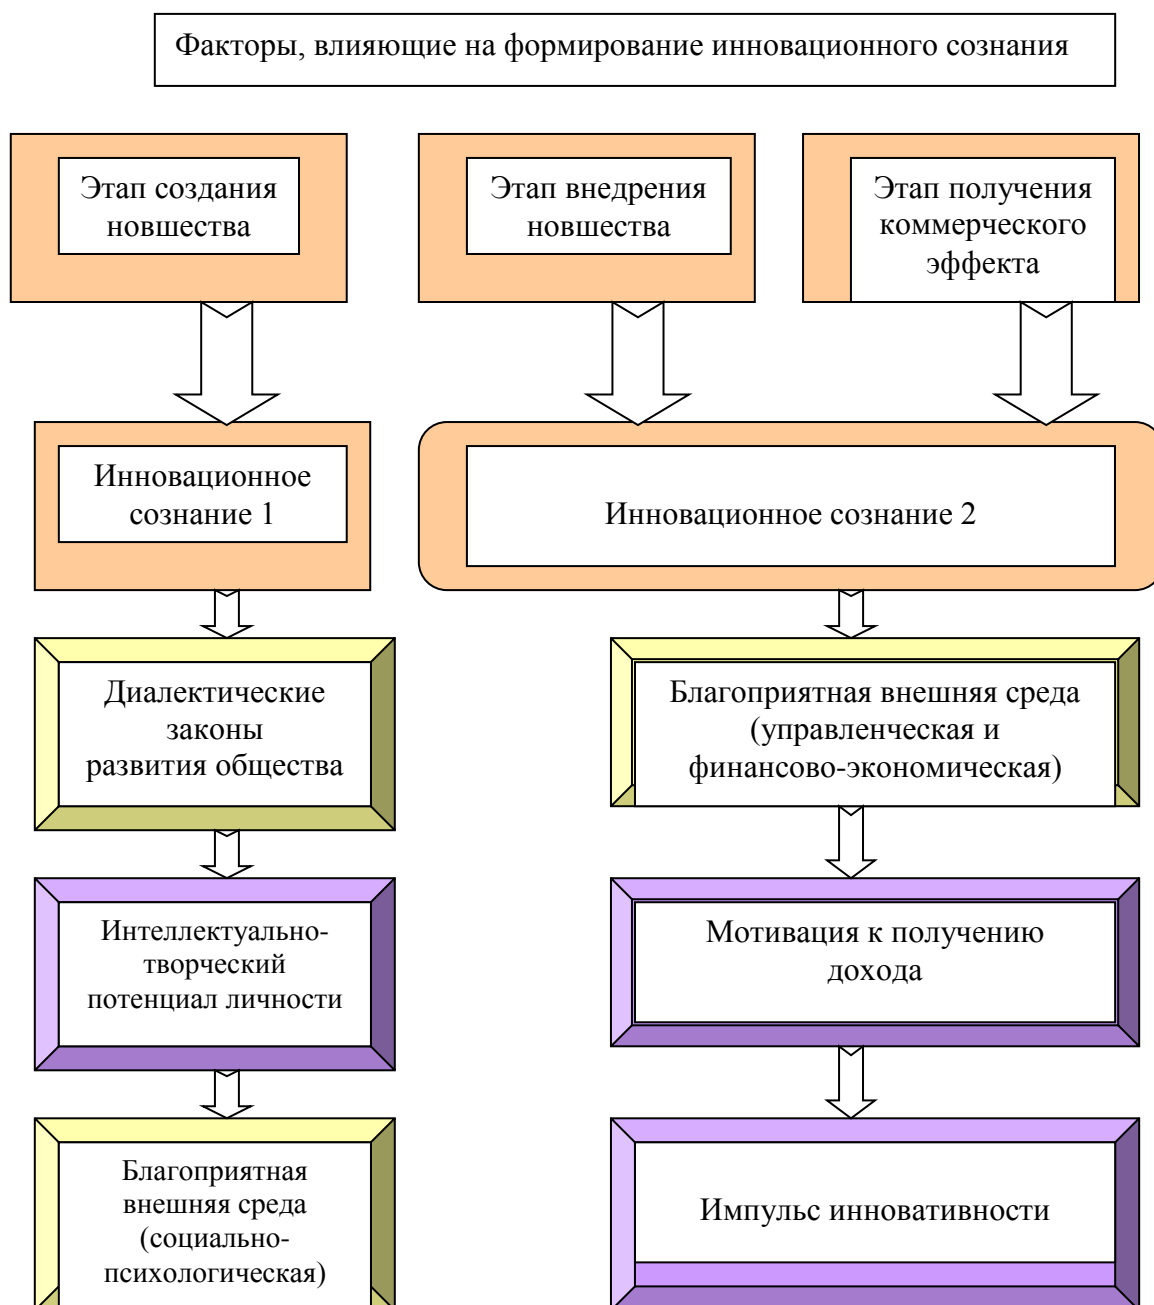 Факторы, влияющие на формирование инновационного сознания
Этап создания
новшества
Этап внедрения
новшества
Этап получения
коммерческого
эффекта
Инновационное
сознание 1
Инновационное сознание 2
Диалектические
законы
развития общества
Благоприятная внешняя среда
(управленческая и
финансово-экономическая)
Интеллектуально-
творческий
потенциал личности
Мотивация к получению
дохода
Благоприятная
внешняя среда
(социально-
психологическая)
Импульс инновативности